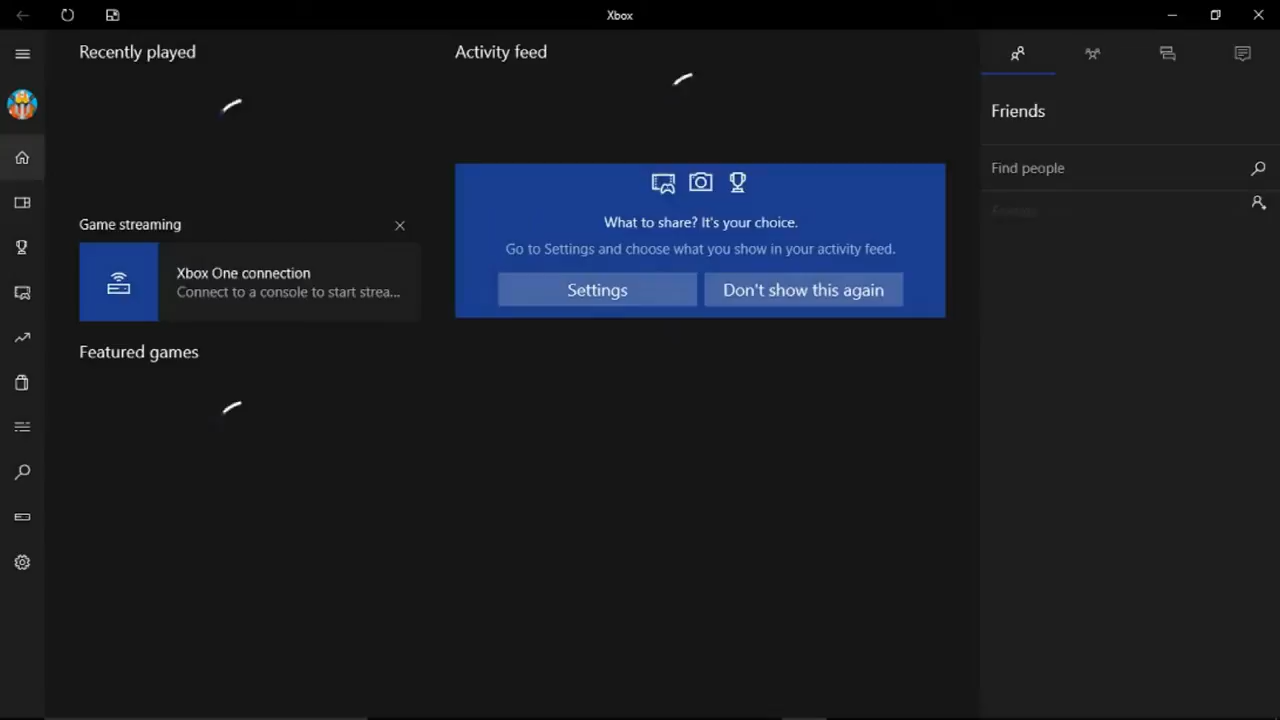 Xbox
Recently played
Activity feed
Friends
Find people
Friends
What to share? It's your choice.
Go to Settings and choose what you show in your activity feed.
Settings
Don't show this again
Game streaming
Xbox One connection
Connect to a console to start strea...
Featured games